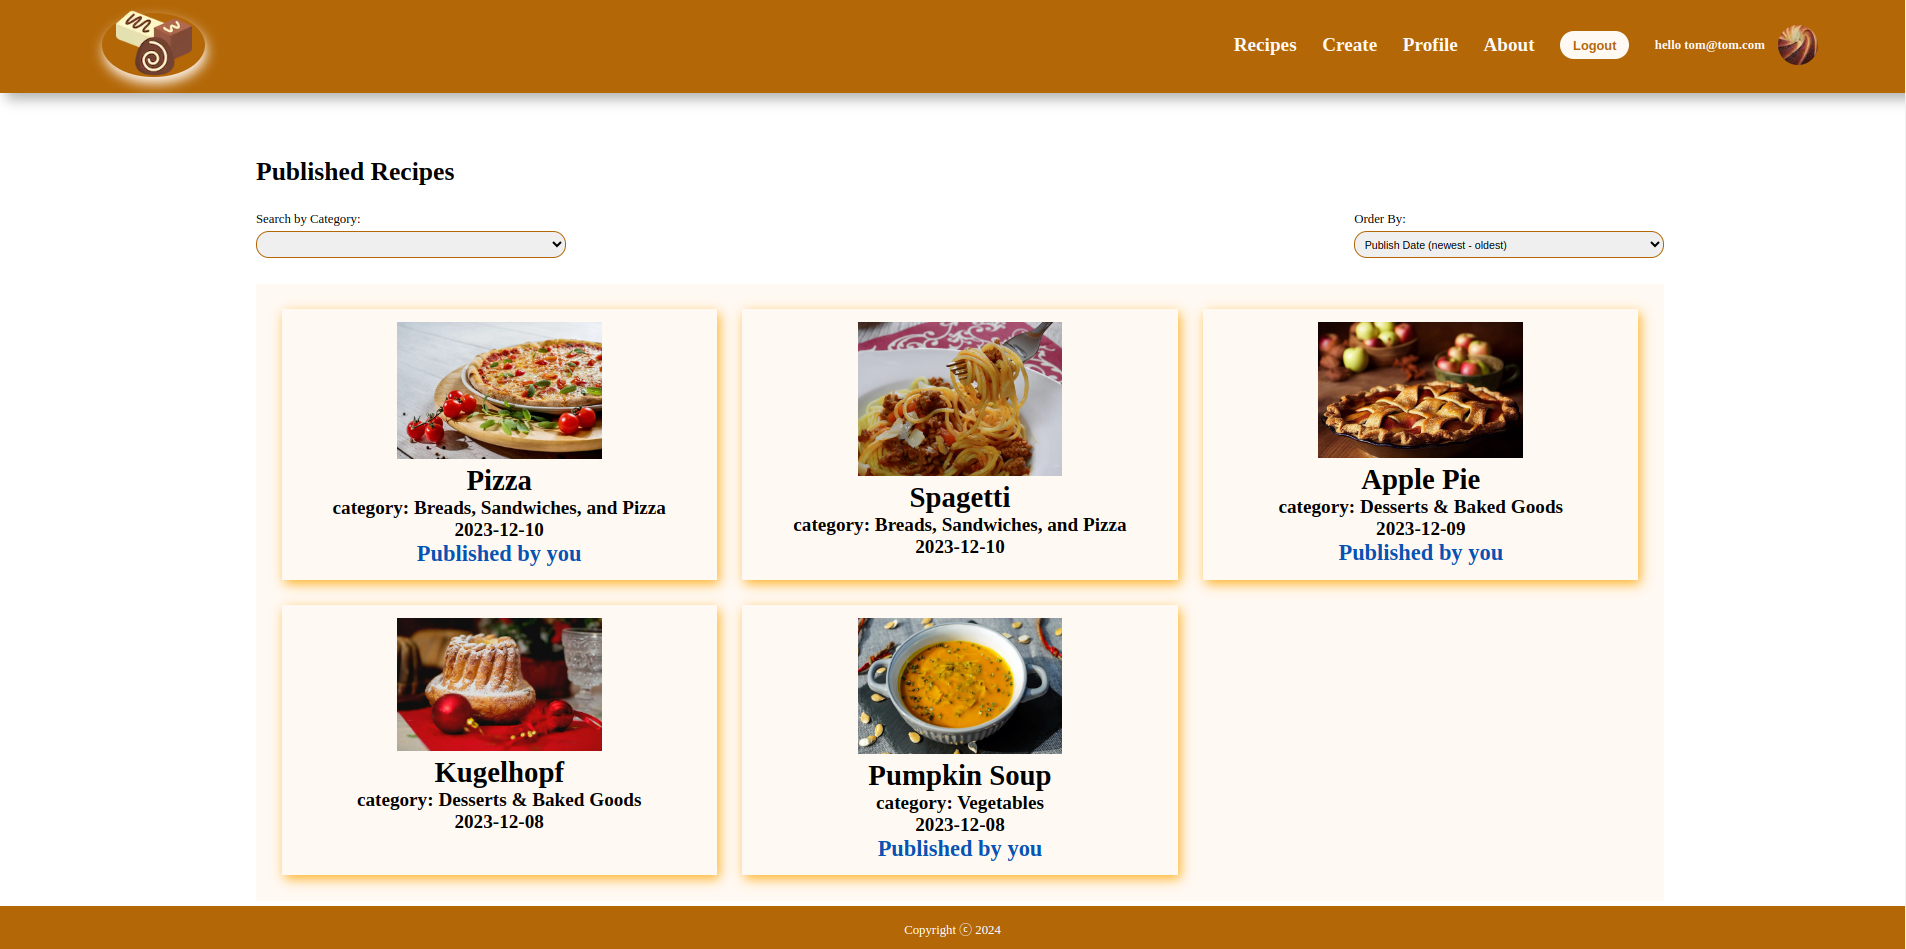 Recipes
Create
Profile
About
Logout
hello tom@tom.com
Published Recipes
Search by Category:
Order By:
Publish Date (newest - oldest)
Pizza
category: Breads, Sandwiches, and Pizza
2023-12-10
Published by you
Spagetti
category: Breads, Sandwiches, and Pizza
2023-12-10
Apple Pie
category: Desserts & Baked Goods
2023-12-09
Published by you
Kugelhopf
category: Desserts & Baked Goods
2023-12-08
Pumpkin Soup
category: Vegetables
2023-12-08
Published by you
Copyright ⓒ 2024